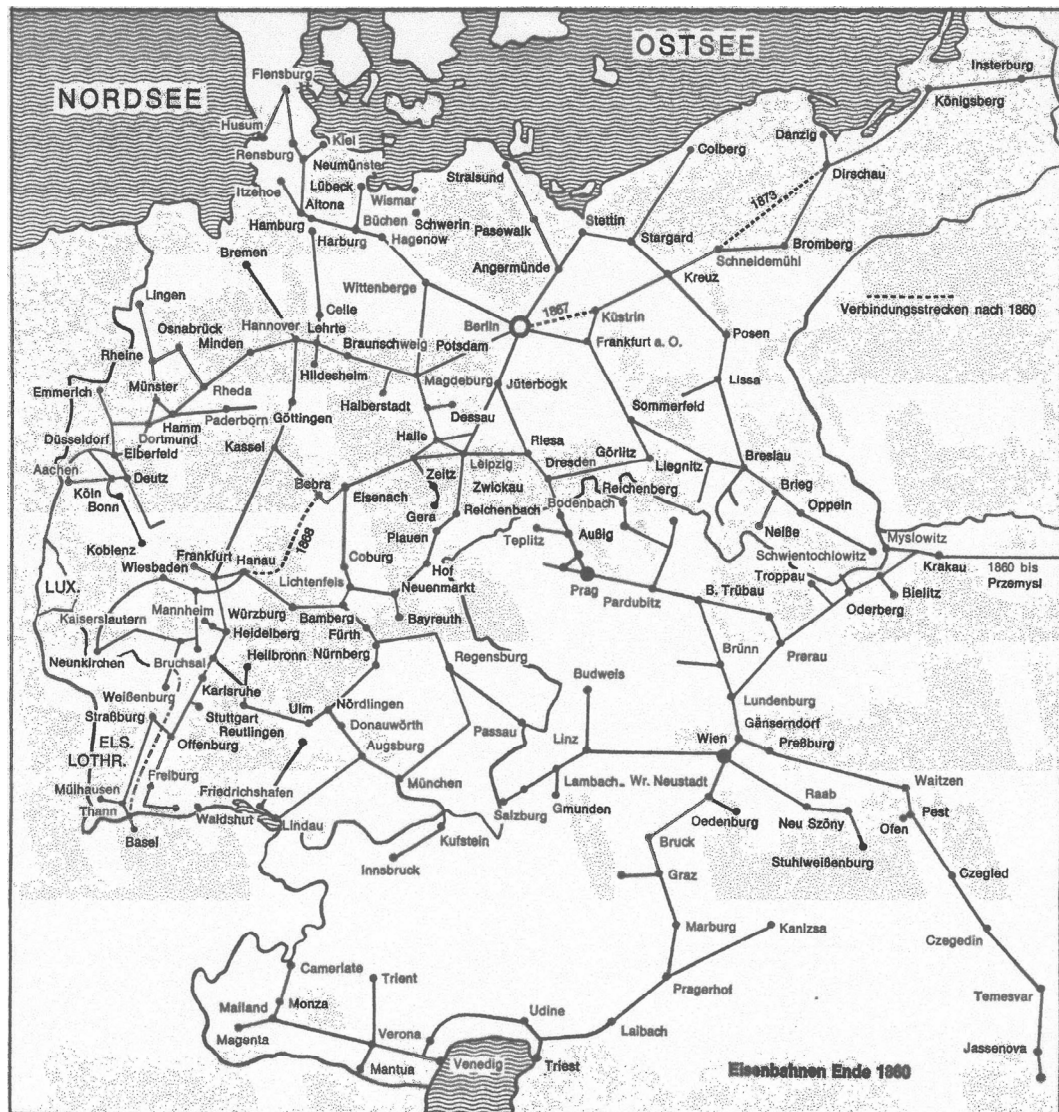 OSTSEE
NORDSEE
Flensburg
Insterburg
Königsberg
Husum
Kiel
Danzig
Colberg
Rensburg
Neumünster
Stralsund
Dirschau
Itzehoe
Lübeck
Wismar
1873
Altona
Büchen
Schwerin
Stettin
Hamburg
Harburg
Hagenow
Pasewalk
Stargard
Bromberg
Bremen
Schneidemühl
Angermünde
Kreuz
Wittenberge
Lingen
1867
Celle
Küstrin
Verbindungsstrecken nach 1860
Osnabrück
Hannover
Lehrte
Berlin
Posen
Minden
Braunschweig
Potsdam
Frankfurt a. O.
Rheine
Hildesheim
Magdeburg
Jüterbogk
Lissa
Emmerich
Münster
Rheda
Halberstadt
Sommerfeld
Paderborn
Göttingen
Dessau
Hamm
Dortmund
Düsseldorf
Kassel
Halle
Riesa
Görlitz
Elberfeld
Leipzig
Dresden
Liegnitz
Breslau
Aachen
Deutz
Bebra
Zeitz
Köln
Eisenach
Zwickau
Reichenberg
Brieg
Bonn
Bodenbach
Oppeln
Gera
Reichenbach
Neiße
Plauen
Teplitz
Außig
Myslowitz
Koblenz
1868
Schwientochlowitz
Frankfurt
Hanau
Coburg
Hof
Krakau
1860 bis
Przemysl
Wiesbaden
Lichtenfels
Neuenmarkt
Prag
Pardubitz
B. Trübau
Troppau
Bielitz
LUX.
Oderberg
Mannheim
Würzburg
Bamberg
Bayreuth
Kaiserslautern
Heidelberg
Fürth
Nürnberg
Brünn
Prerau
Neunkirchen
Bruchsal
Heilbronn
Regensburg
Budweis
Weißenburg
Karlsruhe
Lundenburg
Nördlingen
Straßburg
Stuttgart
Reutlingen
Ulm
Donauwörth
Gänserndorf
Passau
Linz
Wien
Preßburg
ELS.
LOTHR.
Offenburg
Augsburg
Freiburg
München
Lambach
Wr. Neustadt
Waitzen
Mülhausen
Friedrichshafen
Raab
Thann
Waldshut
Lindau
Salzburg
Gmunden
Pest
Oedenburg
Neu Szöny
Ofen
Basel
Kufstein
Bruck
Stuhlweißenburg
Innsbruck
Graz
Czegled
Marburg
Kanizsa
Czegedin
Camerlate
Trient
Pragerhof
Temesvar
Mailand
Monza
Udine
Magenta
Verona
Laibach
Jassenova
Venedig
Triest
Mantua
Eisenbahnen Ende 1860